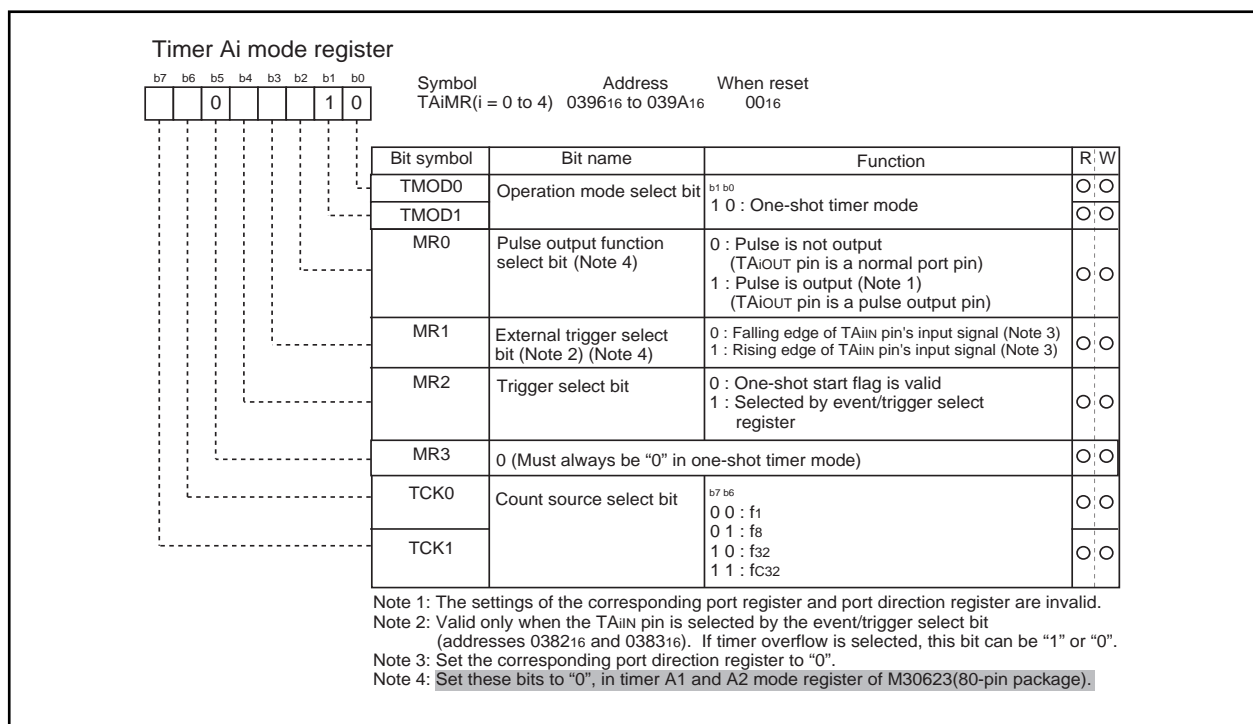 Timer Ai mode register
b7 b6 b5 b4 b3 b2 b1 b0
0 1 0
Symbol Address When reset
TAiMR(i = 0 to 4) 039616 to 039A16 0016
Bit symbol Bit name Function R W
TMOD0 Operation mode select bit b1 b0
1 0 : One-shot timer mode
TMOD1
MR0 Pulse output function select bit (Note 4)
0 : Pulse is not output
(TAiOUT pin is a normal port pin)
1 : Pulse is output (Note 1)
(TAiOUT pin is a pulse output pin)
MR1 External trigger select bit (Note 2) (Note 4)
0 : Falling edge of TAiIN pin's input signal (Note 3)
1 : Rising edge of TAiIN pin's input signal (Note 3)
MR2 Trigger select bit
0 : One-shot start flag is valid
1 : Selected by event/trigger select
register
MR3 0 (Must always be “0” in one-shot timer mode)
TCK0 Count source select bit
b7 b6
0 0 : f1
0 1 : f8
TCK1
1 0 : f32
1 1 : fC32
Note 1: The settings of the corresponding port register and port direction register are invalid.
Note 2: Valid only when the TAiIN pin is selected by the event/trigger select bit
(addresses 038216 and 038316). If timer overflow is selected, this bit can be “1” or “0”.
Note 3: Set the corresponding port direction register to “0”.
Note 4: Set these bits to “0”, in timer A1 and A2 mode register of M30623(80-pin package).